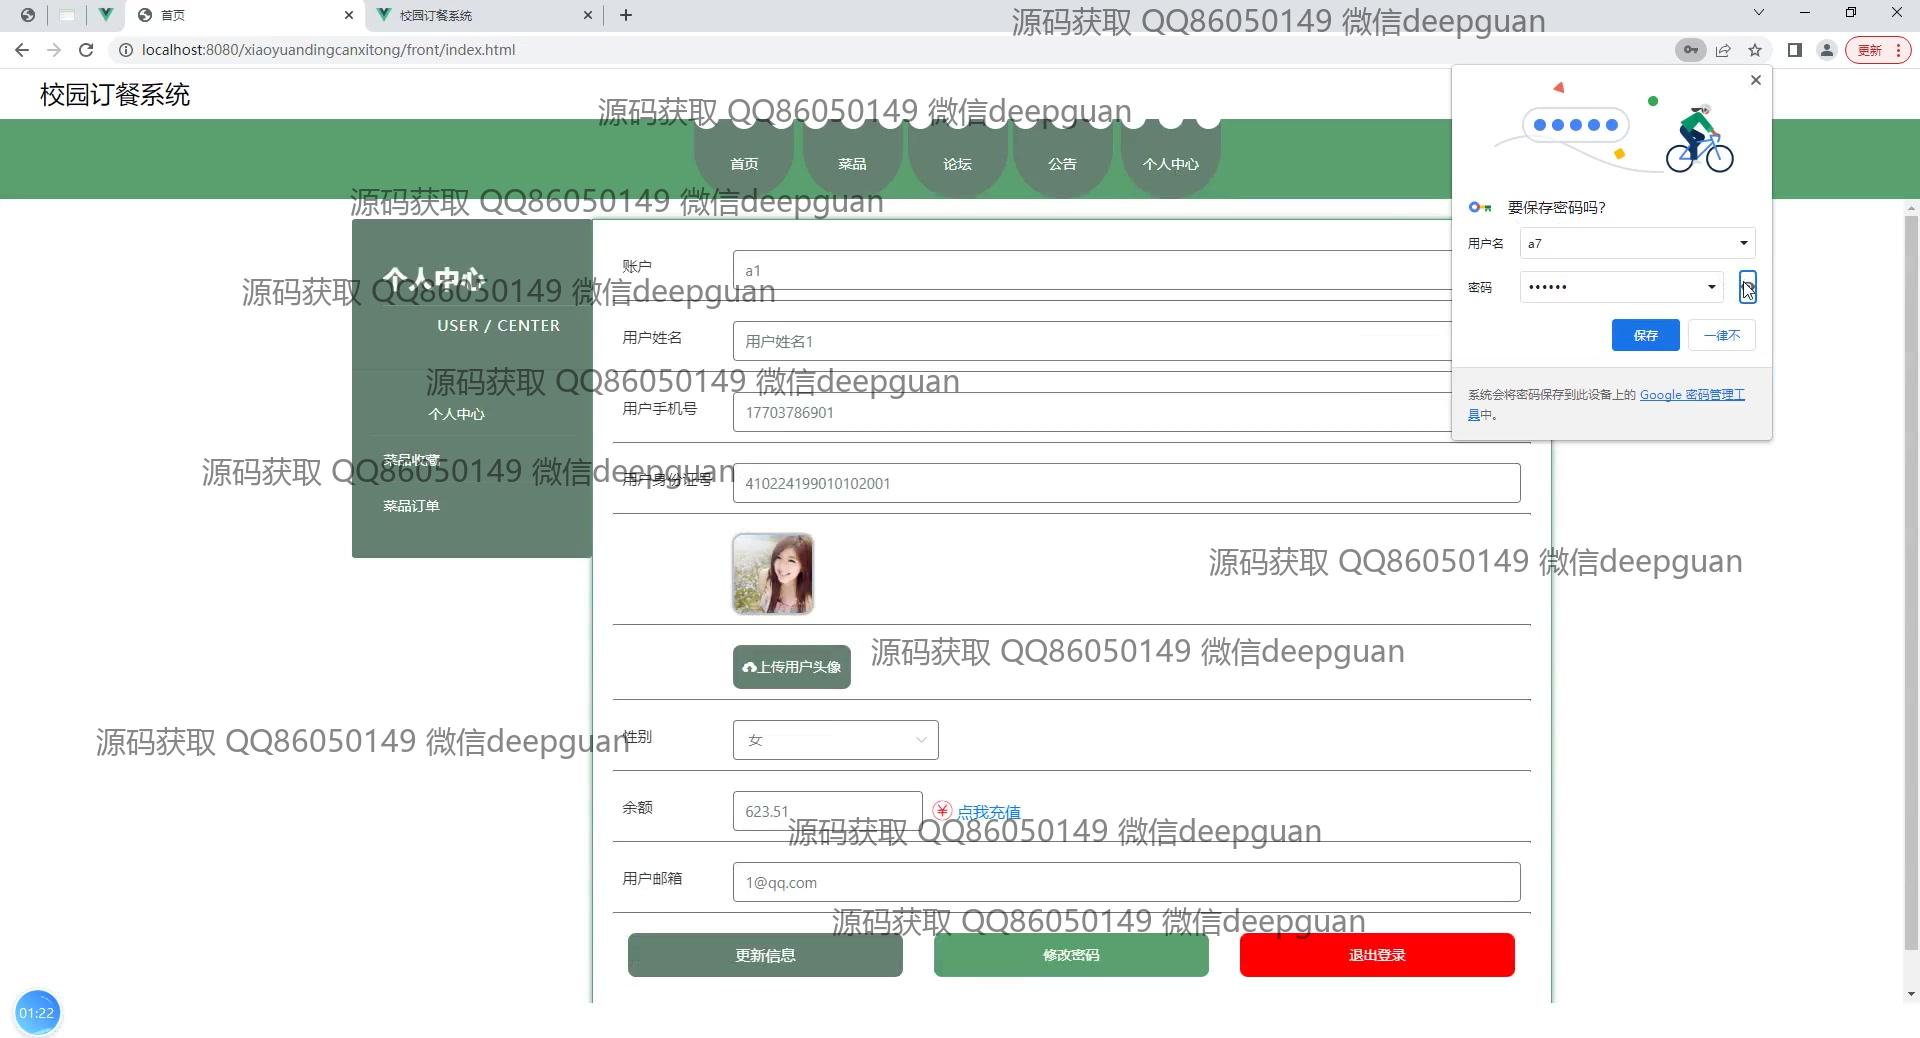 首页
校园订餐系统
源码获取 QQ86050149 微信deepguan
localhost:8080/xiaoyuandingcanxitong/front/index.html
更新
校园订餐系统
源码获取 QQ86050149 微信deepguan
首页
菜品
论坛
公告
个人中心
源码获取 QQ86050149 微信deepguan
要保存密码吗?
用户名
a7
密码
••••••
保存
一律不
系统会将密码保存到此设备上的 Google 密码管理工
具中。
个人中心
源码获取 QQ86050149 微信deepguan
USER / CENTER
个人中心
菜品收藏
菜品订单
账户
a1
用户姓名
用户姓名1
源码获取 QQ86050149 微信deepguan
用户手机号
17703786901
源码获取 QQ86050149 微信deepguan
用户身份证号
410224199010102001
源码获取 QQ86050149 微信deepguan
上传用户头像
源码获取 QQ86050149 微信deepguan
源码获取 QQ86050149 微信deepguan
性别
女
余额
623.51
点我充值
源码获取 QQ86050149 微信deepguan
用户邮箱
1@qq.com
源码获取 QQ86050149 微信deepguan
更新信息
修改密码
退出登录
01:22